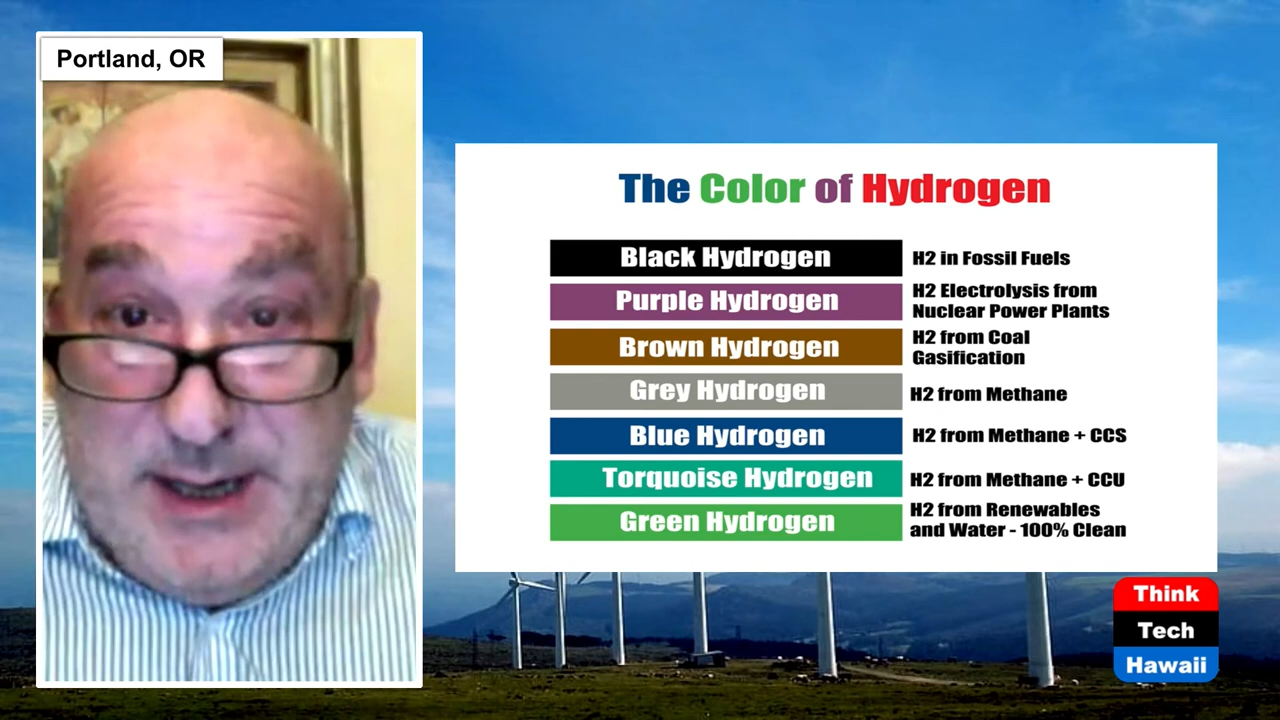 Portland, OR
The Color of Hydrogen
Black Hydrogen
H2 in Fossil Fuels
Purple Hydrogen
H2 Electrolysis from
Nuclear Power Plants
Brown Hydrogen
H2 from Coal
Gasification
Grey Hydrogen
H2 from Methane
Blue Hydrogen
H2 from Methane + CCS
Torquoise Hydrogen
H2 from Methane + CCU
Green Hydrogen
H2 from Renewables
and Water - 100% Clean
Think
Tech
Hawaii